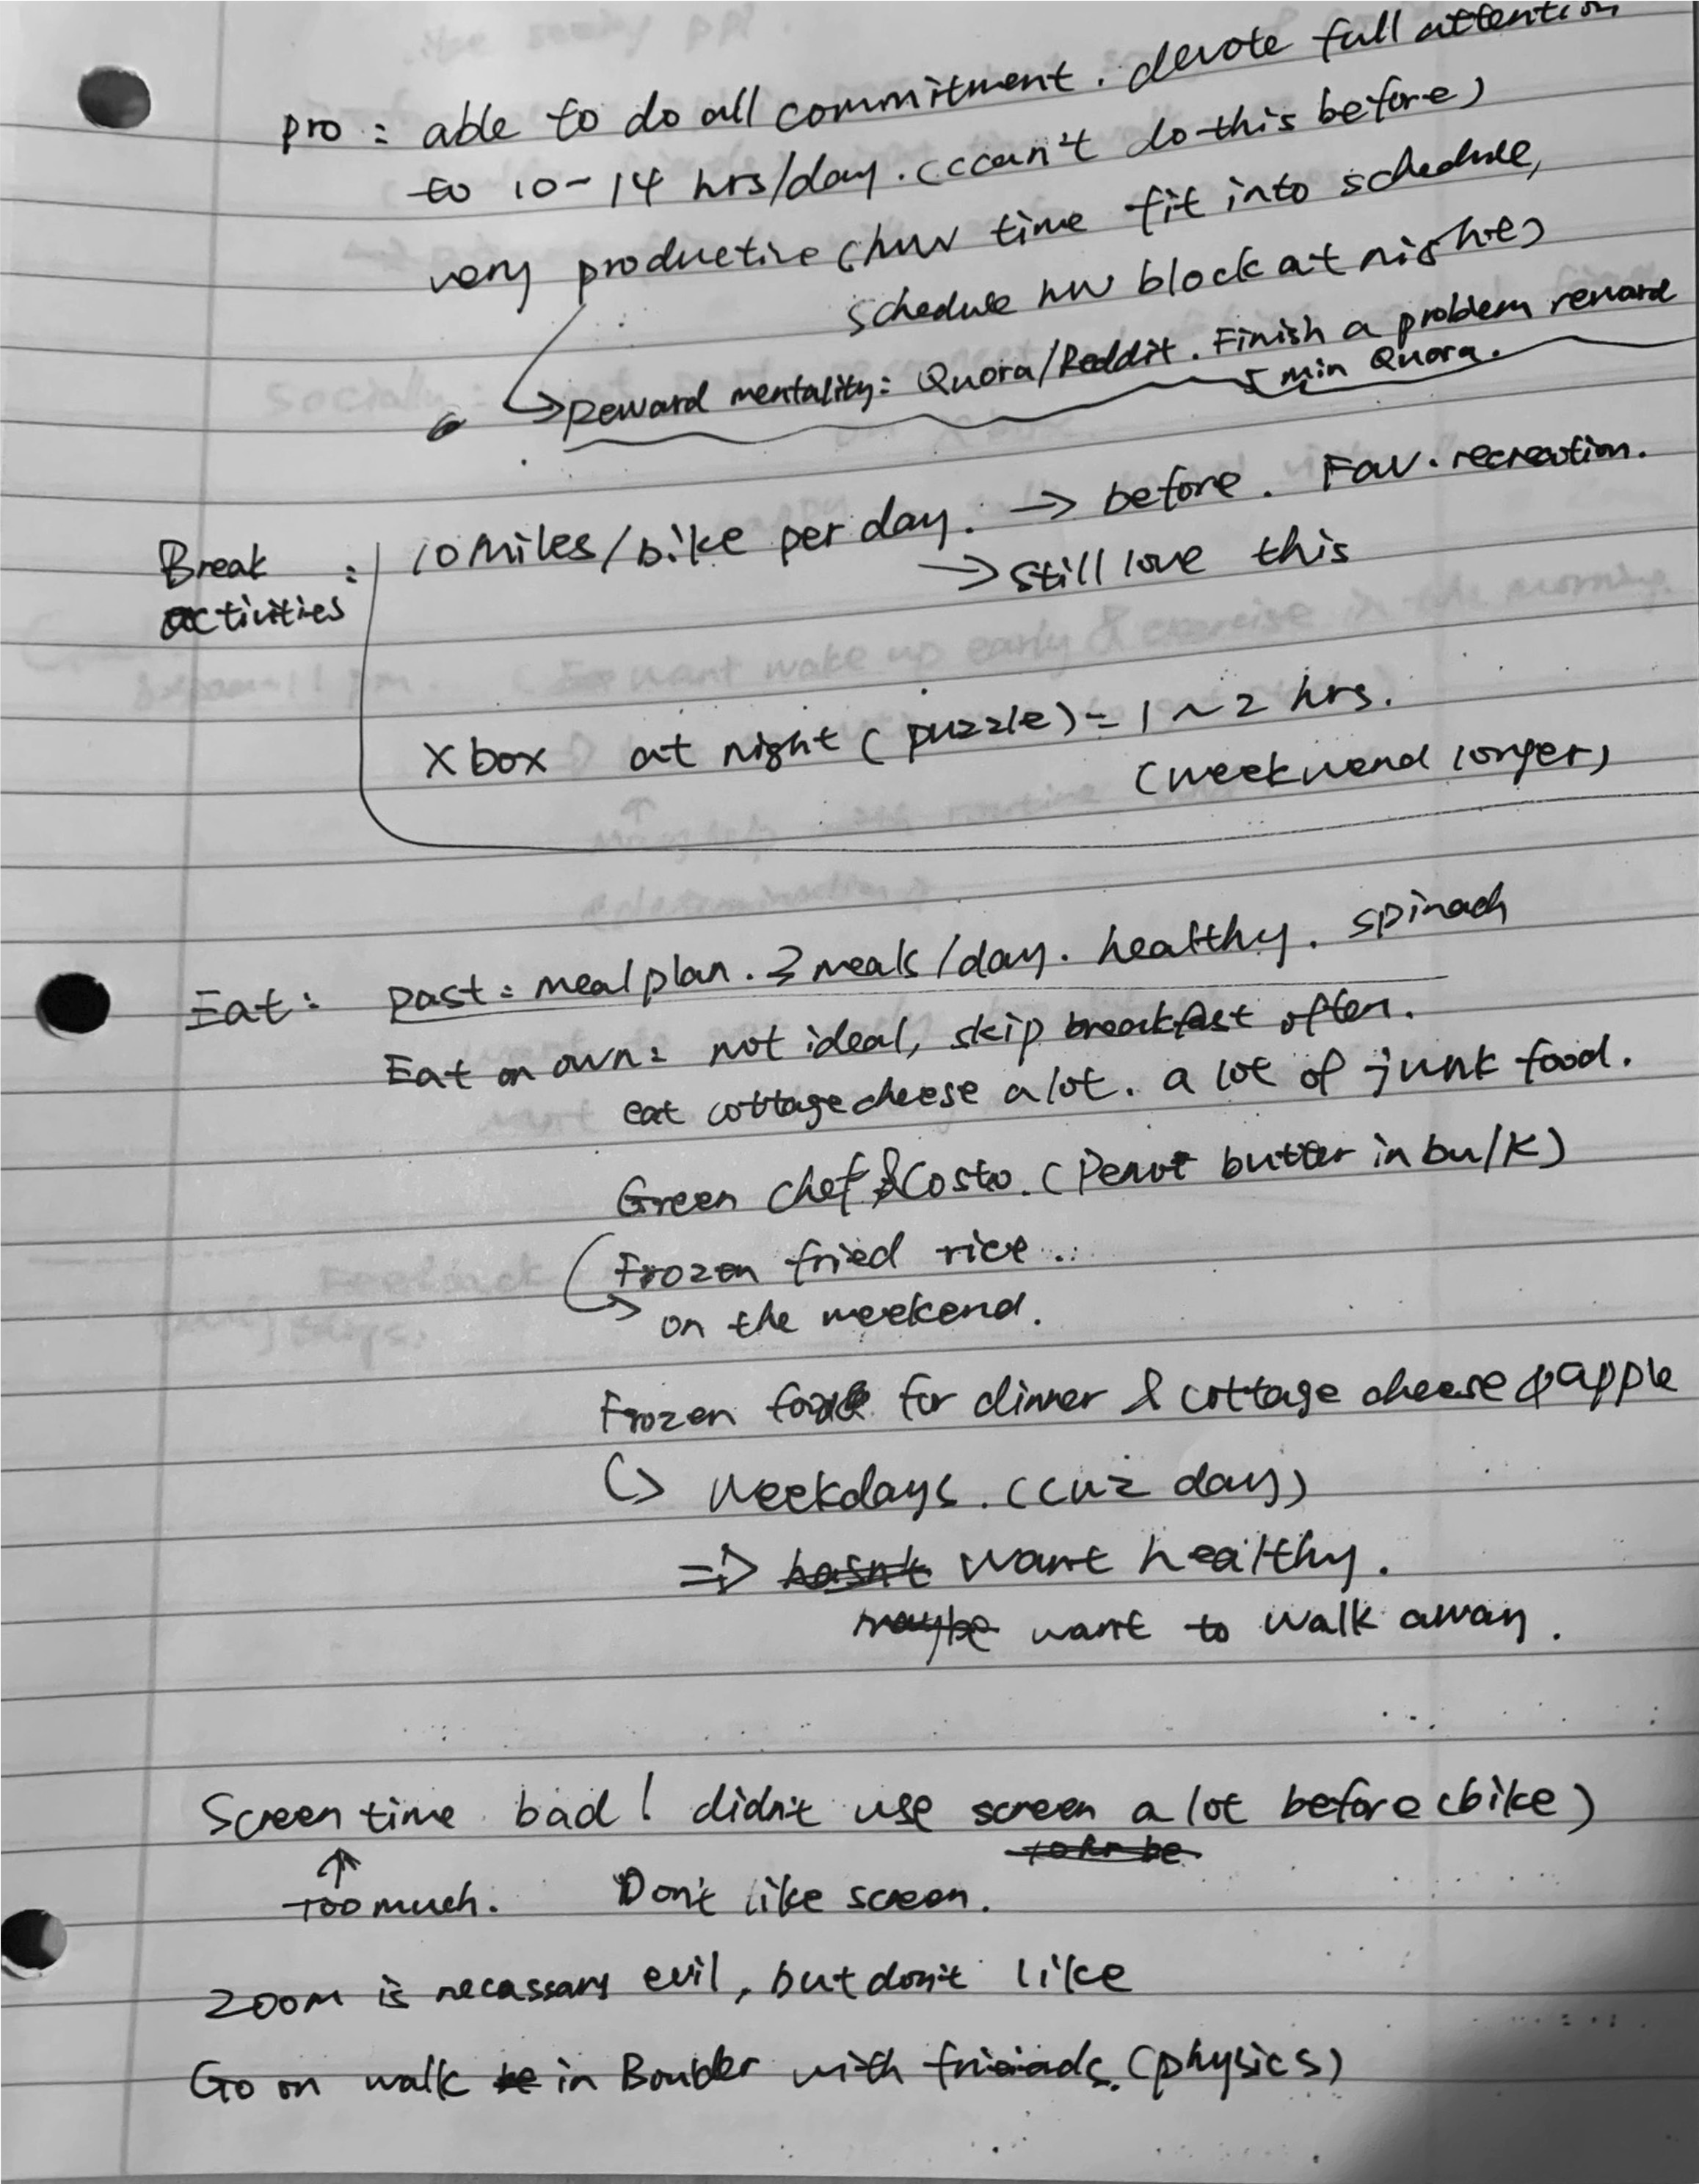 pro: able to do all commitment. devote full attention
to 10-14 hrs/day. (can't do this before)
very productive (hw time fit into schedule,
schedule hw block at night)
→ Reward mentality: Quora/Reddit. Finish a problem reward
5 min Quora.
Break activities: 10 Miles/bike per day. → before. Fav. recreation.
→ still love this
Xbox at night (puzzle) = 1~2 hrs.
(weekwend longer)
Eat: past: meal plan. 3 meals/day. healthy. spinach
Eat on own: not ideal, skip breakfast often.
eat cottage cheese a lot. a lot of junk food.
Green Chef & Costo. (Penut butter in bulk)
Frozen fried rice..
→ on the weekend.
Frozen for dinner & cottage cheese & apple
↳ Weekdays. (cuz day)
=> hasn't want healthy.
maybe want to walk away.
Screen time bad! didn't use screen a lot before (bike)
↑
Too much. Don't like screen.
Zoom is necassary evil, but don't like
Go on walk in Boulder with friends. (physics)